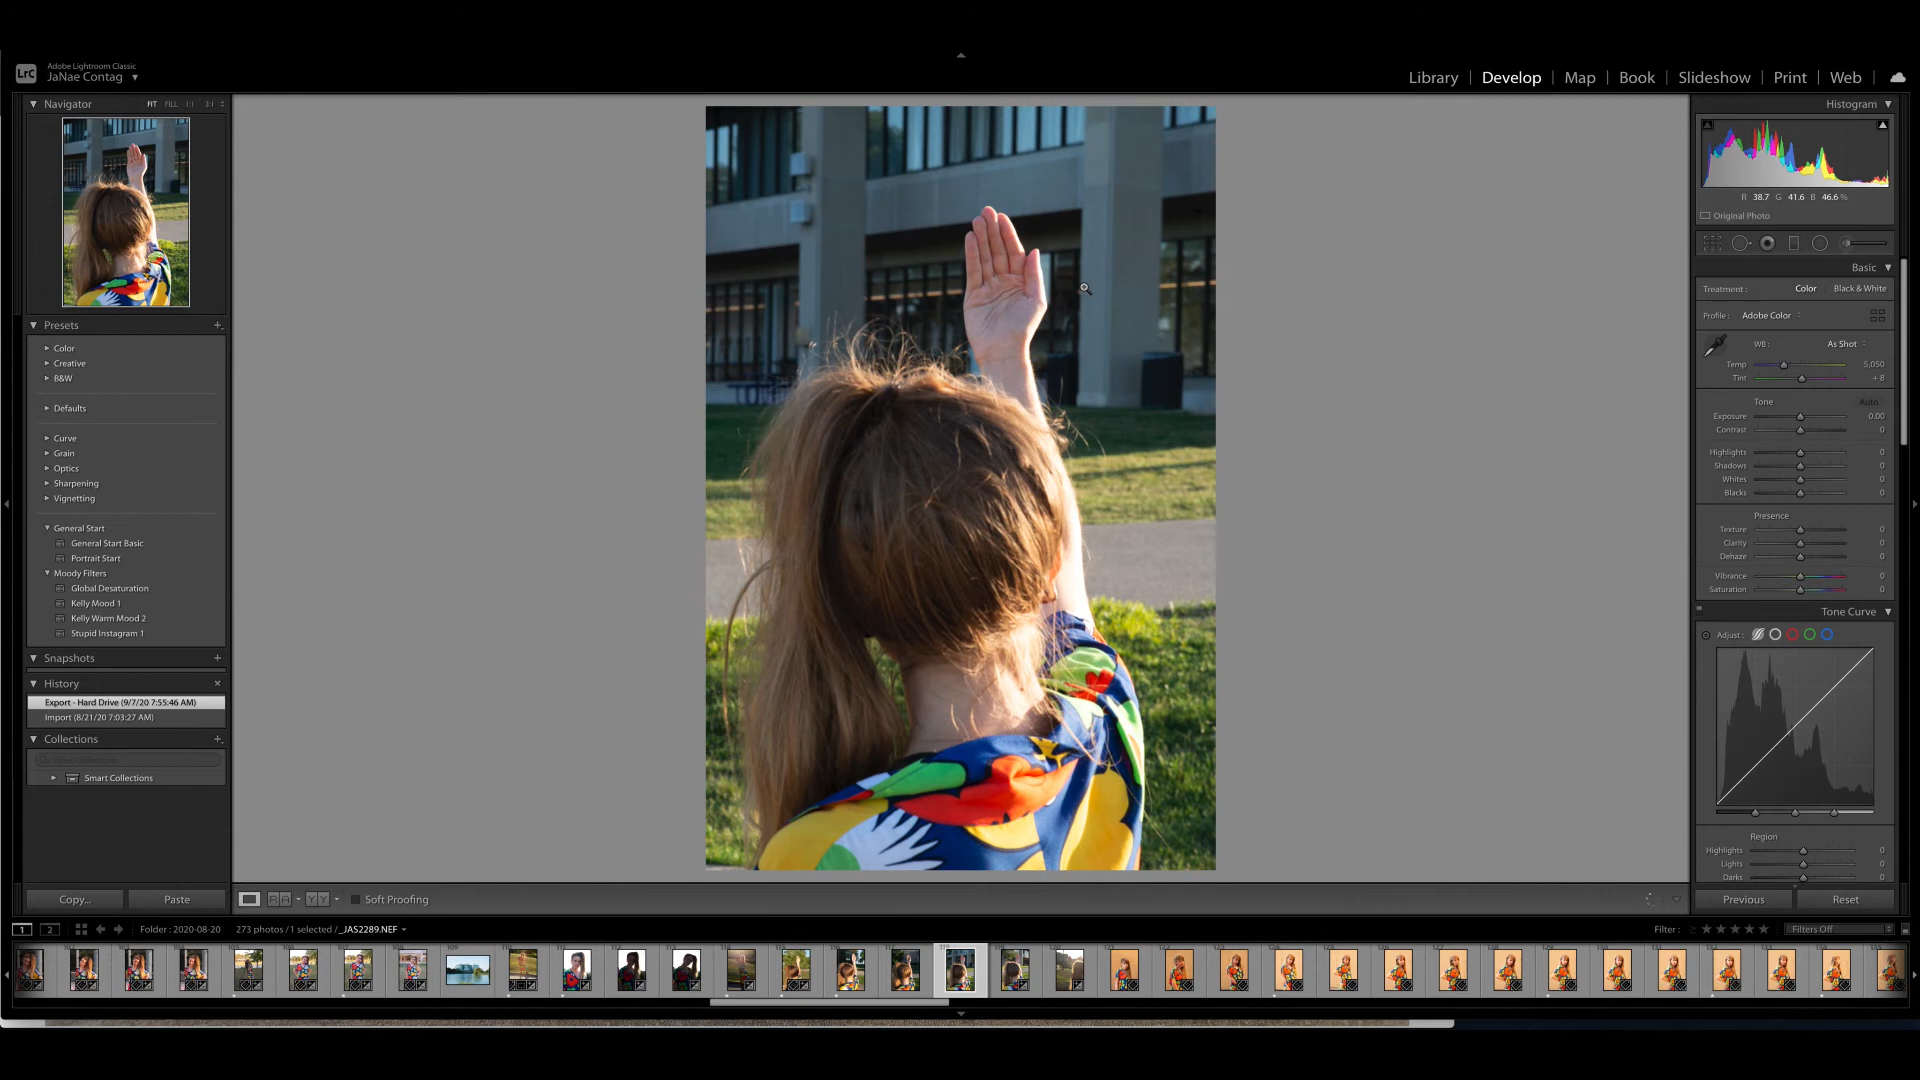 LrC
Adobe Lightroom Classic
JaNae Contag
Library
Develop
Map
Book
Slideshow
Print
Web
Navigator
FIT
FILL
1:1
3:1
Presets
Color
Creative
B&W
Defaults
Curve
Grain
Optics
Sharpening
Vignetting
General Start
General Start Basic
Portrait Start
Moody Filters
Global Desaturation
Kelly Mood 1
Kelly Warm Mood 2
Stupid Instagram 1
Snapshots
History
Export - Hard Drive (9/7/20 7:55:46 AM)
Import (8/21/20 7:03:27 AM)
Collections
Smart Collections
Copy...
Paste
Soft Proofing
Histogram
R 38.7 G 41.6 B 46.6 %
Original Photo
Basic
Treatment : Color Black & White
Profile : Adobe Color
WB : As Shot
Temp 5,050
Tint + 8
Tone Auto
Exposure 0.00
Contrast 0
Highlights 0
Shadows 0
Whites 0
Blacks 0
Presence
Texture 0
Clarity 0
Dehaze 0
Vibrance 0
Saturation 0
Tone Curve
Adjust :
Region
Highlights 0
Lights 0
Darks 0
Previous
Reset
1 2 Folder : 2020-08-20 273 photos / 1 selected / _JAS2289.NEF
Filter :
Filters Off